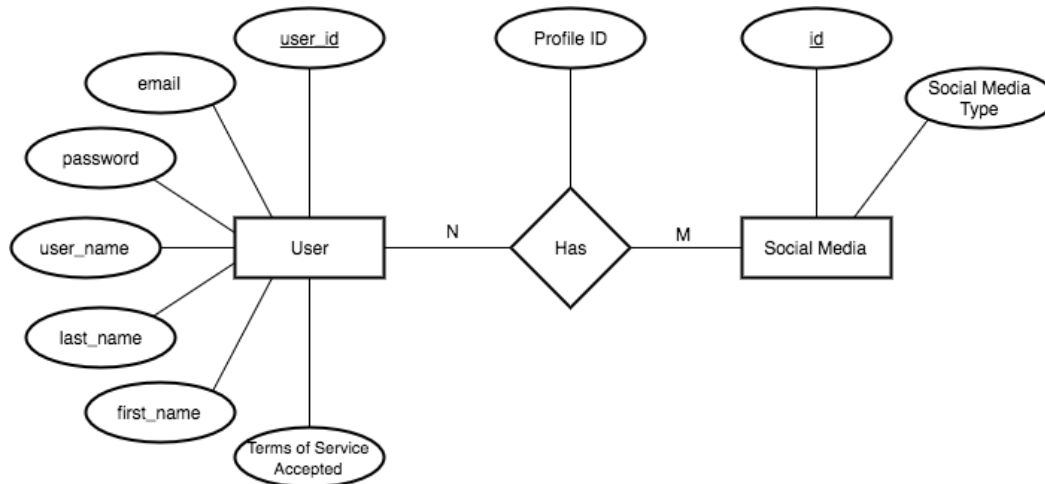 user_id
Profile ID
id
email
Social Media
Type
password
user_name
User
N
Has
M
Social Media
last_name
first_name
Terms of Service
Accepted